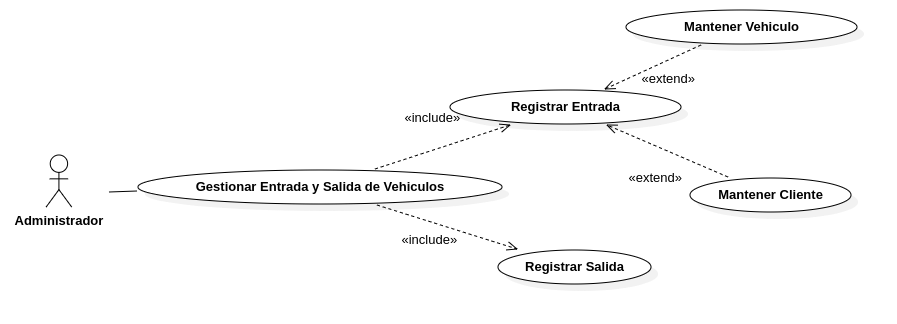 Mantener Vehiculo
«extend»
Registrar Entrada
«include»
«extend»
Gestionar Entrada y Salida de Vehiculos
Mantener Cliente
Administrador
«include»
Registrar Salida